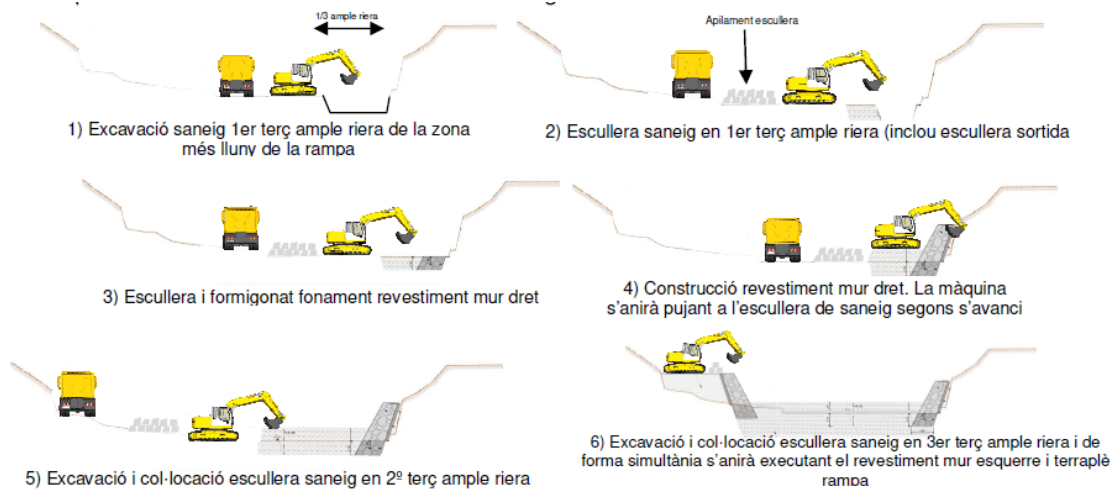 1/3 ample riera
1) Excavació saneig 1er terç ample riera de la zona
més lluny de la rampa
Apilament escullera
2) Escullera saneig en 1er terç ample riera (inclou escullera sortida
3) Escullera i formigonat fonament revestiment mur dret
4) Construcció revestiment mur dret. La màquina
s'anirà pujant a l'escullera de saneig segons s'avanci
5) Excavació i col·locació escullera saneig en 2º terç ample riera
6) Excavació i col·locació escullera saneig en 3er terç ample riera i de
forma simultània s'anirà executant el revestiment mur esquerre i terraplè
rampa